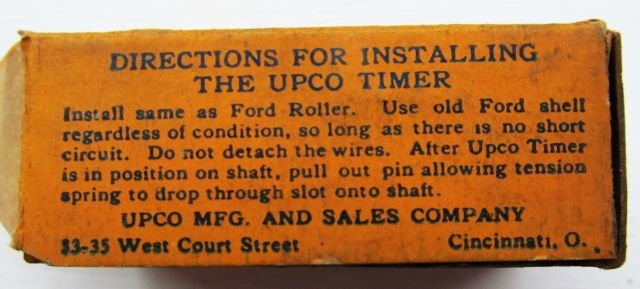 DIRECTIONS FOR INSTALLING
THE UPCO TIMER
Install same as Ford Roller. Use old Ford shell
regardless of condition, so long as there is no short
circuit. Do not detach the wires. After Upco Timer
is in position on shaft, pull out pin allowing tension
spring to drop through slot onto shaft.
UPCO MFG. AND SALES COMPANY
33-35 West Court Street Cincinnati, O.